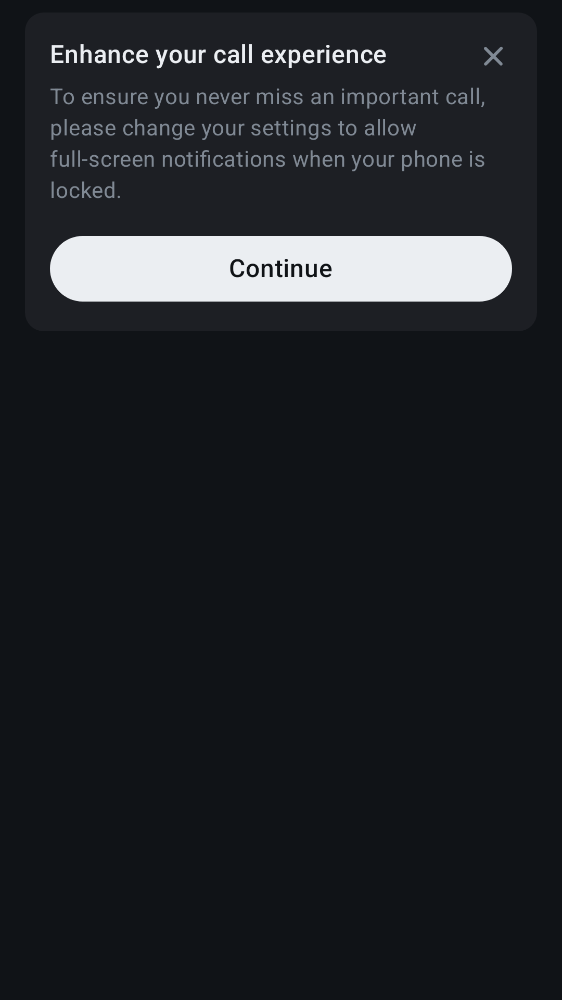 Enhance your call experience
To ensure you never miss an important call,
please change your settings to allow
full-screen notifications when your phone is
locked.
Continue